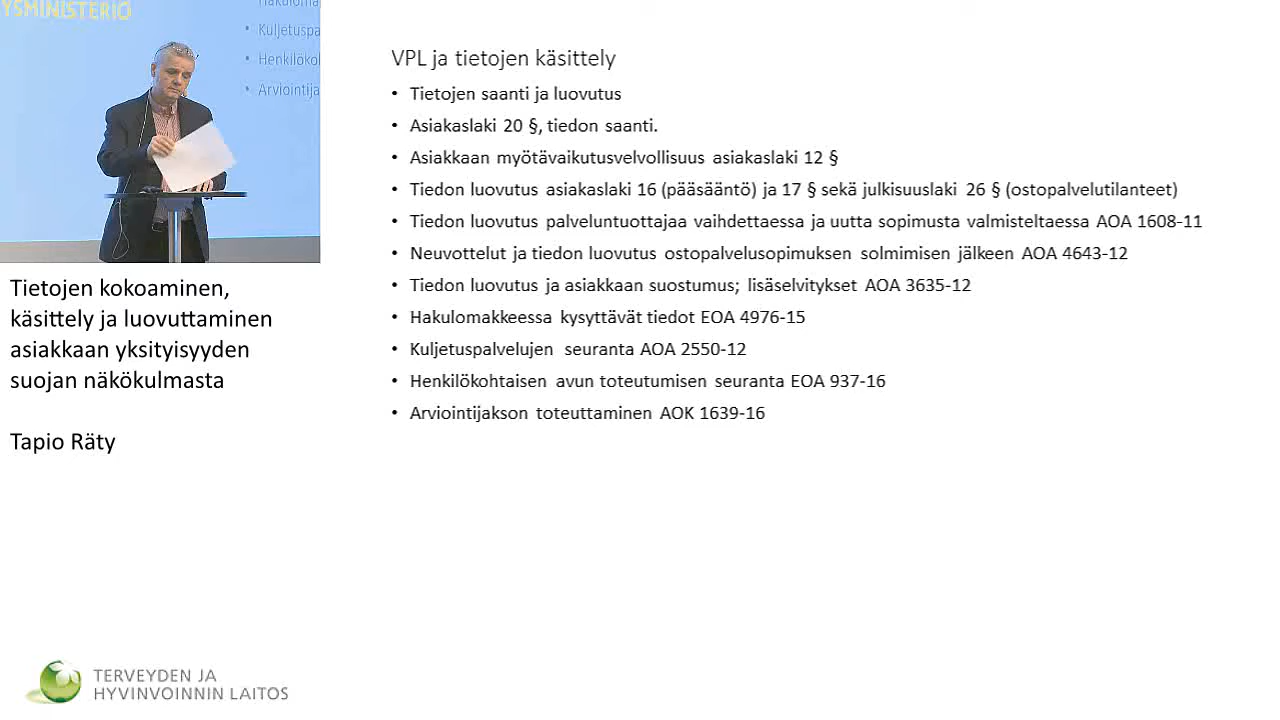 YSMINISTERIÖ
Hakuloma
• Kuljetuspa
• Henkilökol
• Arviointija
Tietojen kokoaminen,
käsittely ja luovuttaminen
asiakkaan yksityisyyden
suojan näkökulmasta
Tapio Räty
VPL ja tietojen käsittely
• Tietojen saanti ja luovutus
• Asiakaslaki 20 §, tiedon saanti.
• Asiakkaan myötävaikutusvelvollisuus asiakaslaki 12 §
• Tiedon luovutus asiakaslaki 16 (pääsääntö) ja 17 § sekä julkisuuslaki 26 § (ostopalvelutilanteet)
• Tiedon luovutus palveluntuottajaa vaihdettaessa ja uutta sopimusta valmisteltaessa AOA 1608-11
• Neuvottelut ja tiedon luovutus ostopalvelusopimuksen solmimisen jälkeen AOA 4643-12
• Tiedon luovutus ja asiakkaan suostumus; lisäselvitykset AOA 3635-12
• Hakulomakkeessa kysyttävät tiedot EOA 4976-15
• Kuljetuspalvelujen seuranta AOA 2550-12
• Henkilökohtaisen avun toteutumisen seuranta EOA 937-16
• Arviointijakson toteuttaminen AOK 1639-16
TERVEYDEN JA
HYVINVOINNIN LAITOS